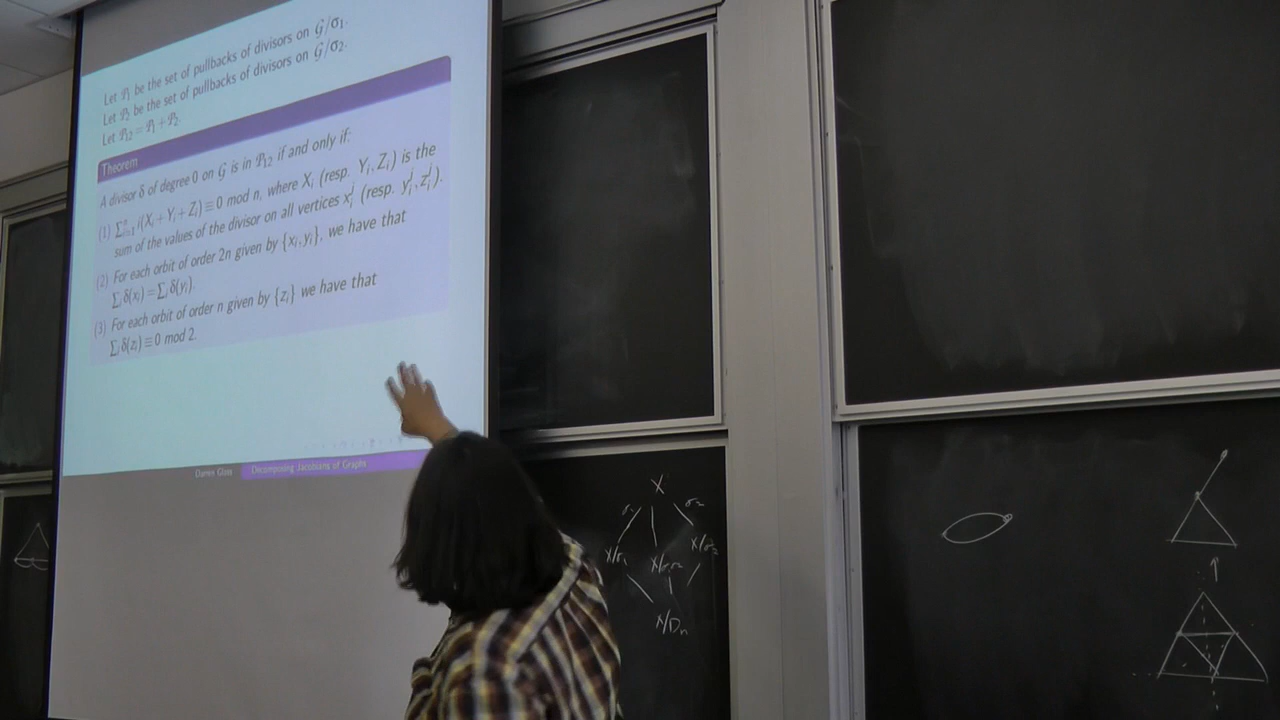 Let 𝒫₁ be the set of pullbacks of divisors on 𝒢/σ₁.
Let 𝒫₂ be the set of pullbacks of divisors on 𝒢/σ₂.
Let 𝒫₁₂ = 𝒫₁ + 𝒫₂.
Theorem
A divisor δ of degree 0 on 𝒢 is in 𝒫₁₂ if and only if:
(1) ∑ i(Xᵢ + Yᵢ + Zᵢ) ≡ 0 mod n, where Xᵢ (resp. Yᵢ, Zᵢ) is the
sum of the values of the divisor on all vertices xᵢʲ (resp. yᵢʲ, zᵢʲ).
(2) For each orbit of order 2n given by {xᵢ, yᵢ}, we have that
∑ᵢ δ(xᵢ) = ∑ᵢ δ(yᵢ).
(3) For each orbit of order n given by {zᵢ} we have that
∑ᵢ δ(zᵢ) ≡ 0 mod 2.
Darren Glass Decomposing Jacobians of Graphs
X
σ₁ σ₂
X/σ₁ X/σ₂
X/Dₙ